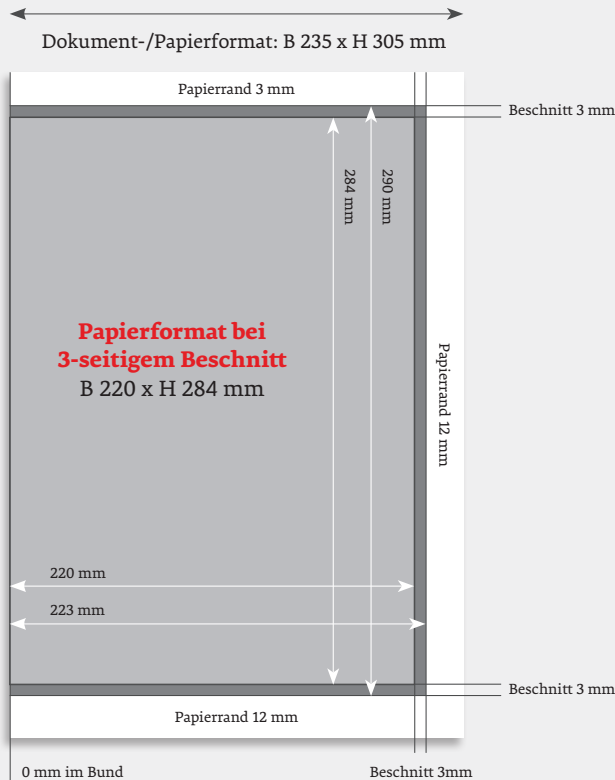 Dokument-/Papierformat: B 235 x H 305 mm
Papierrand 3 mm
Beschnitt 3 mm
284 mm
290 mm
Papierformat bei
3-seitigem Beschnitt
B 220 x H 284 mm
Papierrand 12 mm
220 mm
223 mm
Beschnitt 3 mm
Papierrand 12 mm
0 mm im Bund
Beschnitt 3mm